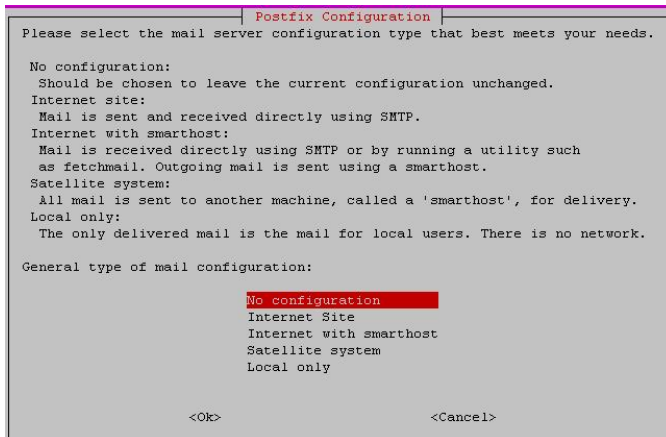 Postfix Configuration
Please select the mail server configuration type that best meets your needs.
No configuration:
Should be chosen to leave the current configuration unchanged.
Internet site:
Mail is sent and received directly using SMTP.
Internet with smarthost:
Mail is received directly using SMTP or by running a utility such
as fetchmail. Outgoing mail is sent using a smarthost.
Satellite system:
All mail is sent to another machine, called a 'smarthost', for delivery.
Local only:
The only delivered mail is the mail for local users. There is no network.
General type of mail configuration:
No configuration
Internet Site
Internet with smarthost
Satellite system
Local only
<Ok> <Cancel>